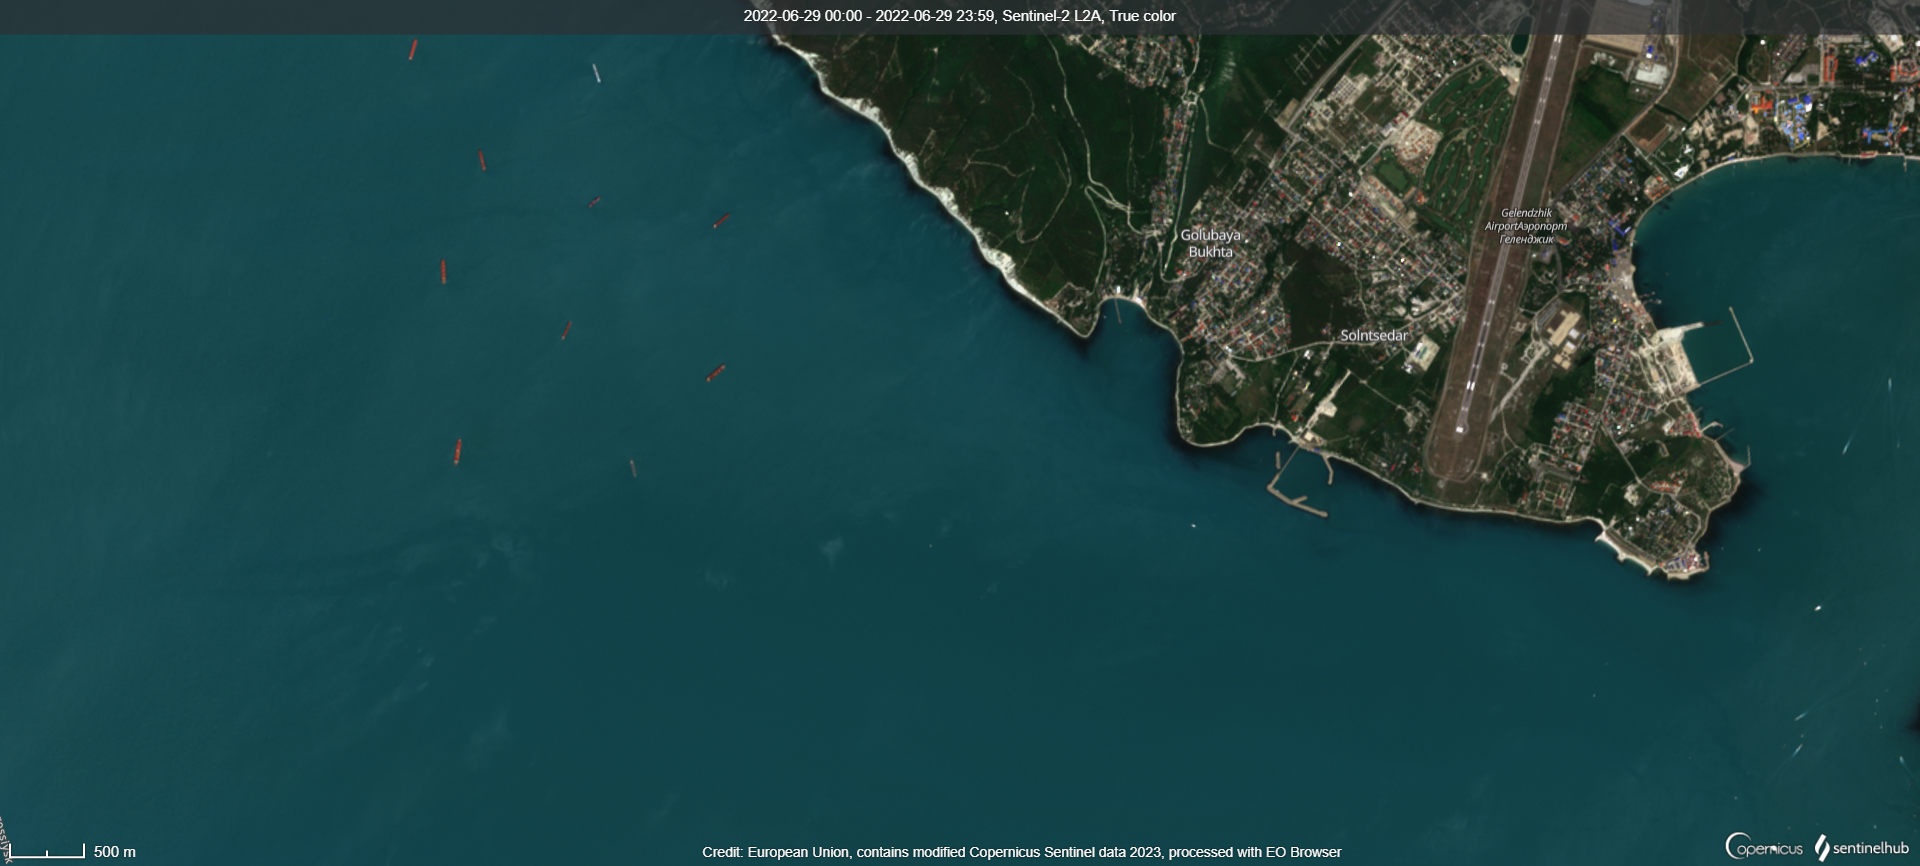 2022-06-29 00:00 - 2022-06-29 23:59, Sentinel-2 L2A, True color
Gelendzhik
AirportАэропорт
Геленджик
Golubaya
Bukhta
Solntsedar
500 m
Credit: European Union, contains modified Copernicus Sentinel data 2023, processed with EO Browser
opernicus
sentinelhub